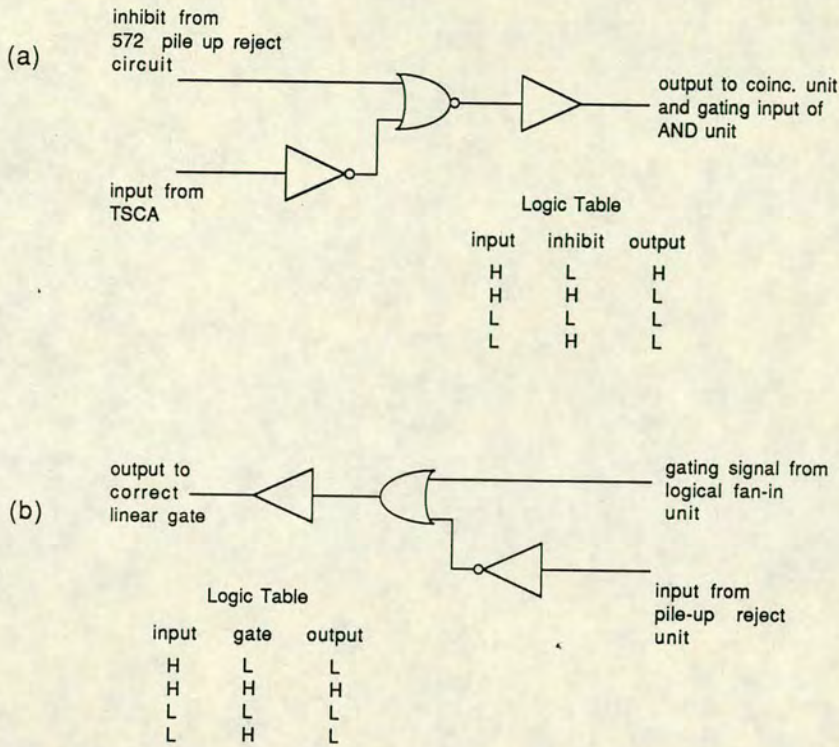 (a)
inhibit from
572 pile up reject
circuit
output to coinc. unit
and gating input of
AND unit
input from
TSCA
Logic Table
input inhibit output
H L H
H H L
L L L
L H L
(b)
output to
correct
linear gate
gating signal from
logical fan-in
unit
input from
pile-up reject
unit
Logic Table
input gate output
H L L
H H H
L L L
L H L